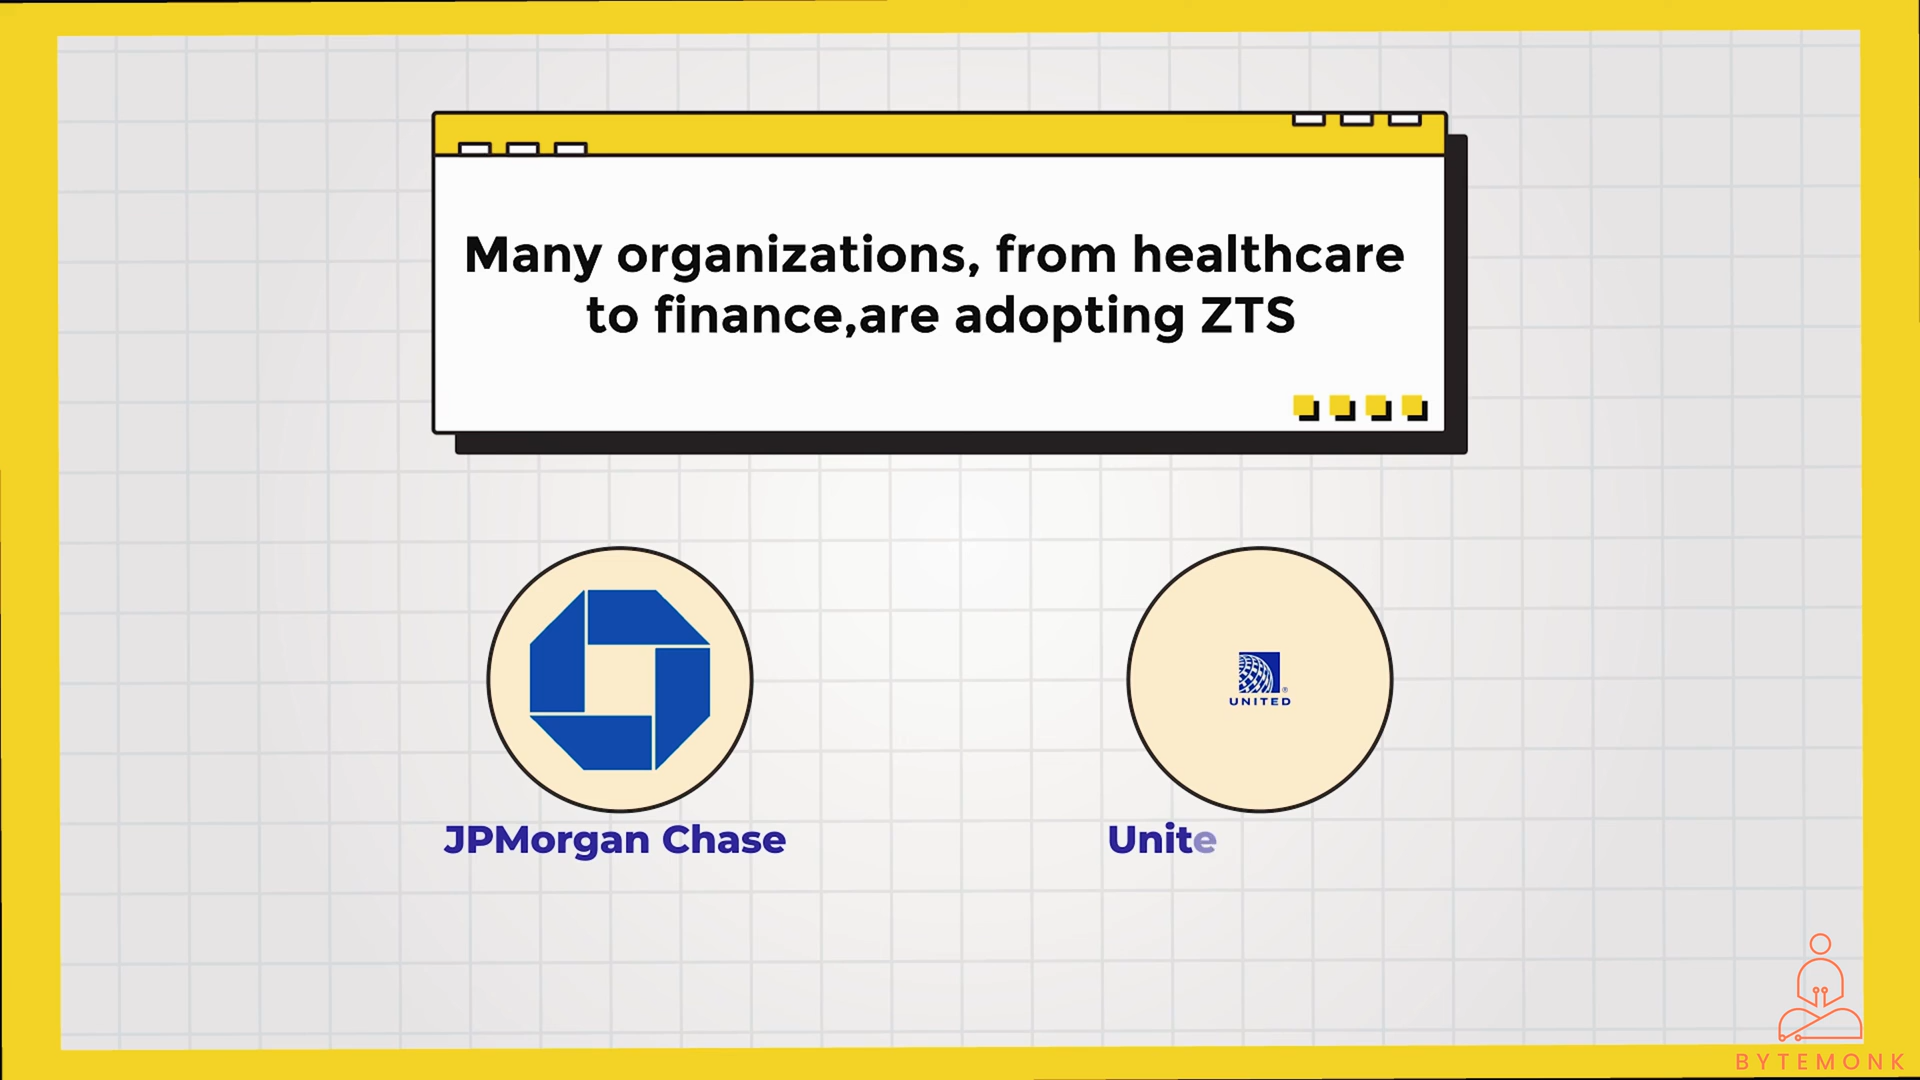 Many organizations, from healthcare
to finance,are adopting ZTS
UNITED
®
JPMorgan Chase
Unite
BYTEMONK